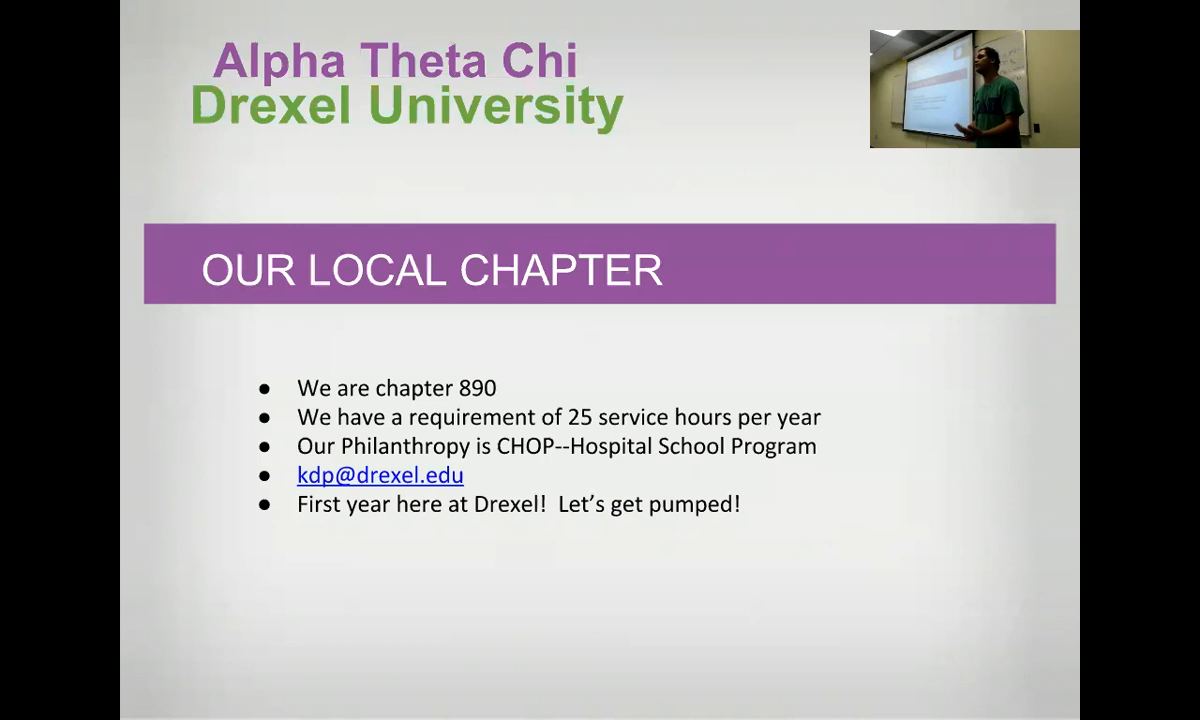 Alpha Theta Chi
Drexel University
OUR LOCAL CHAPTER
● We are chapter 890
● We have a requirement of 25 service hours per year
● Our Philanthropy is CHOP--Hospital School Program
● kdp@drexel.edu
● First year here at Drexel!  Let's get pumped!